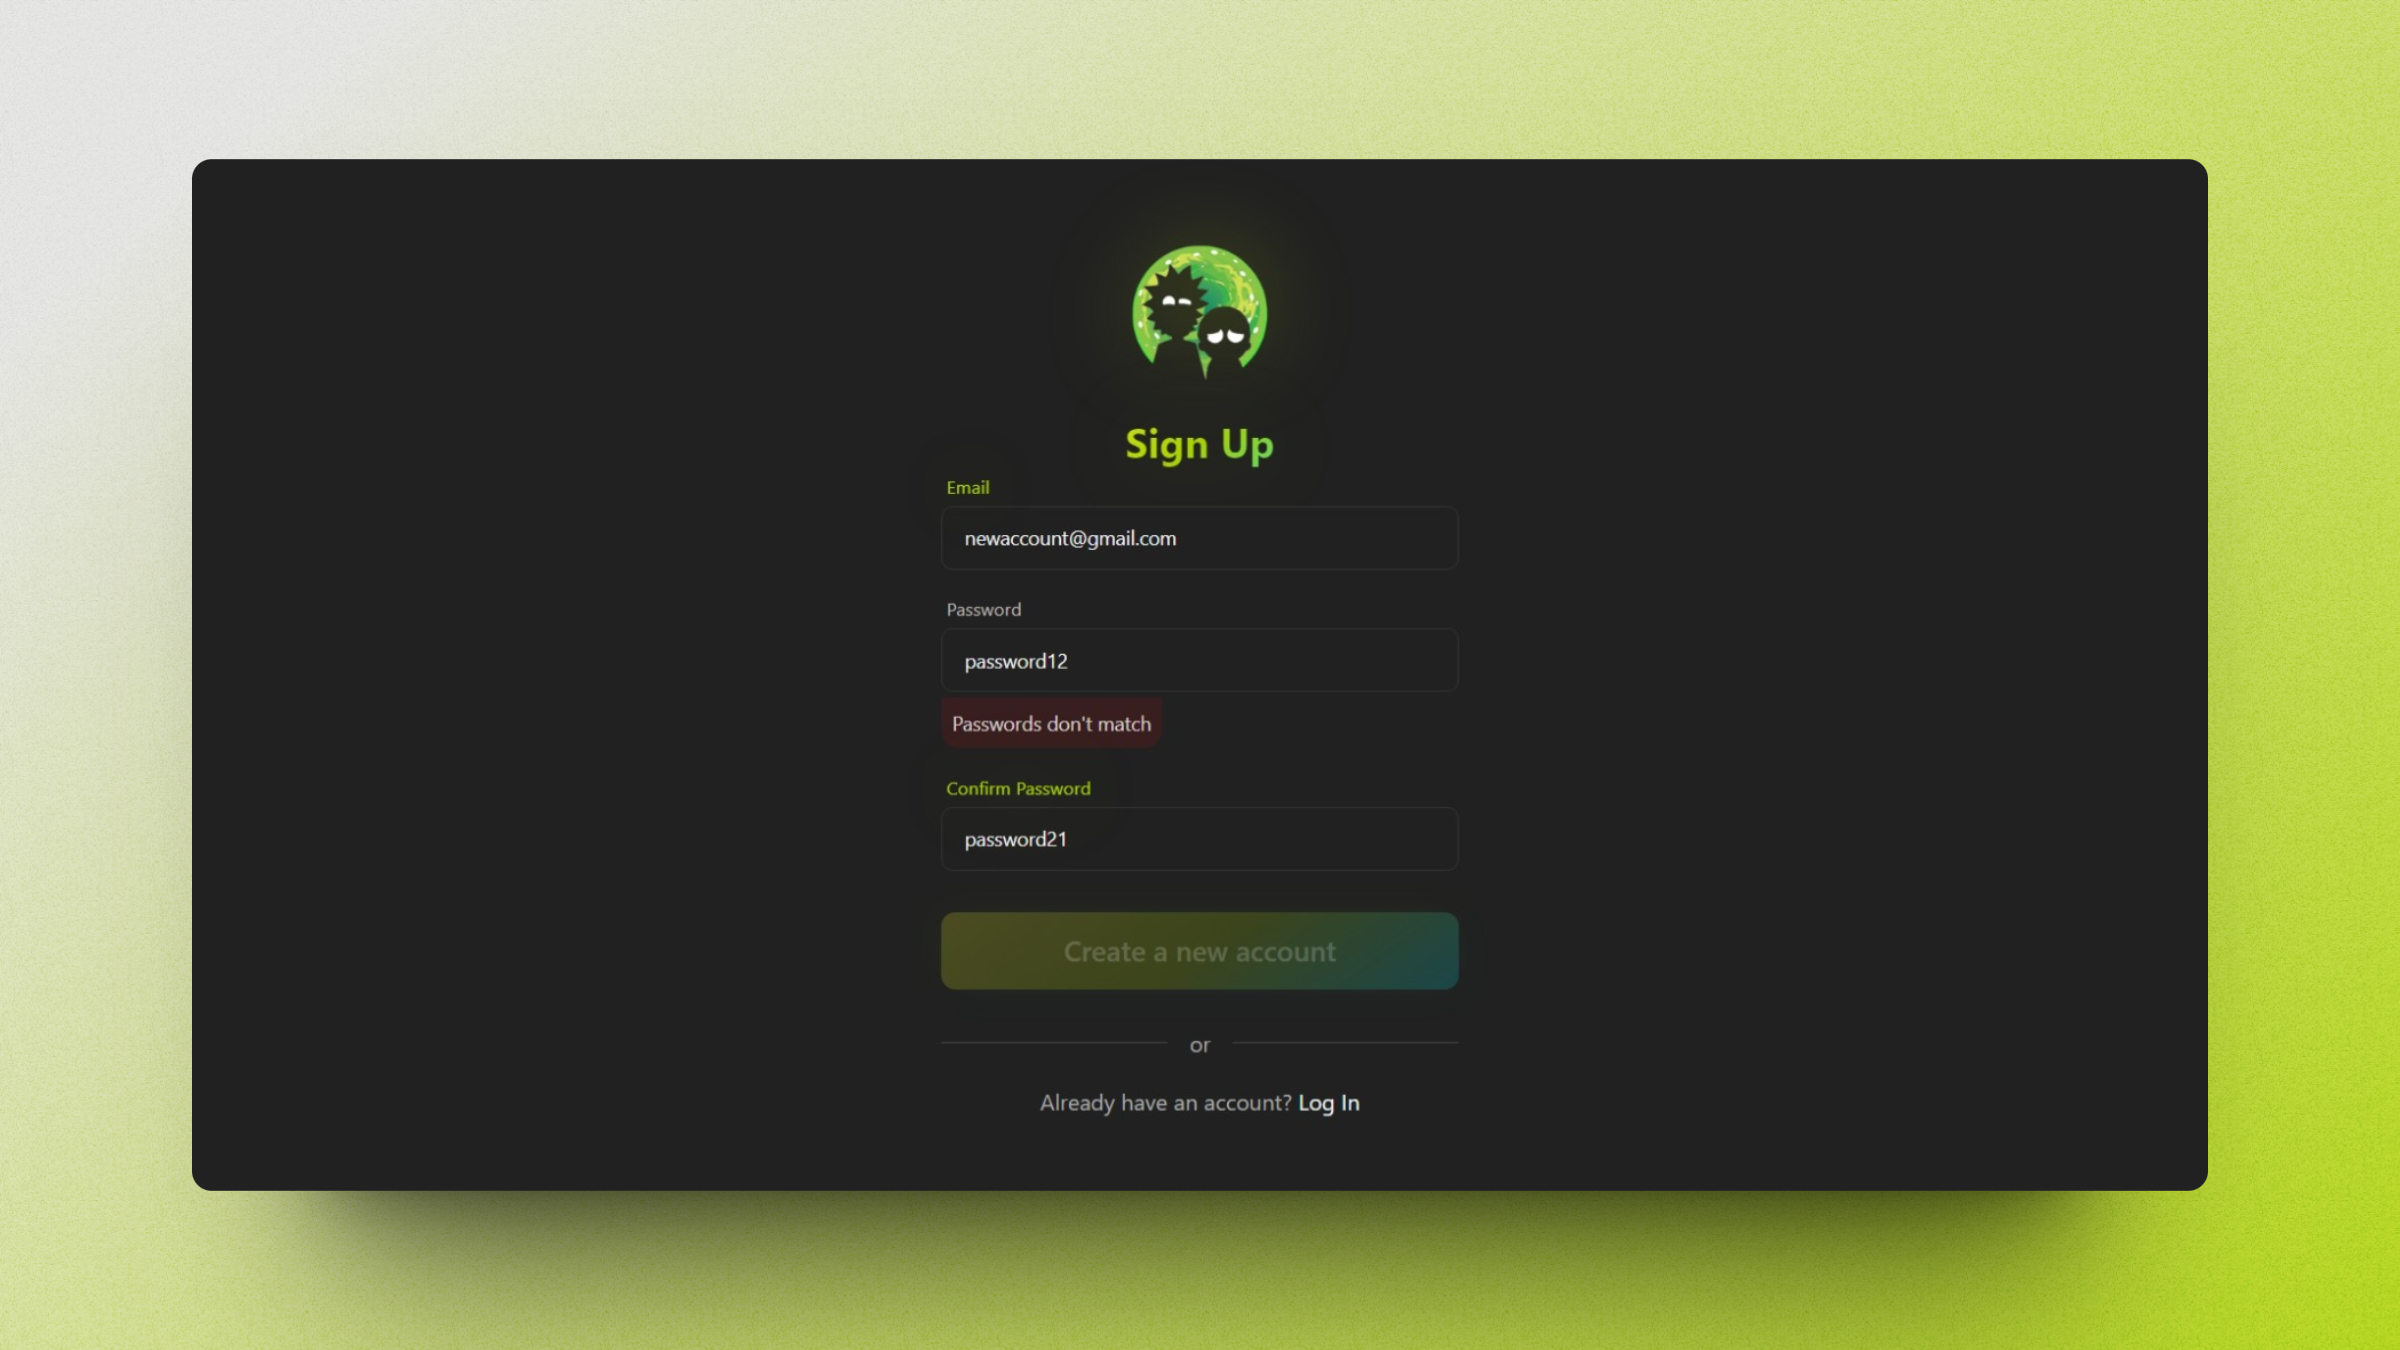 Sign Up
Email
newaccount@gmail.com
Password
password12
Passwords don't match
Confirm Password
password21
Create a new account
or
Already have an account? Log In